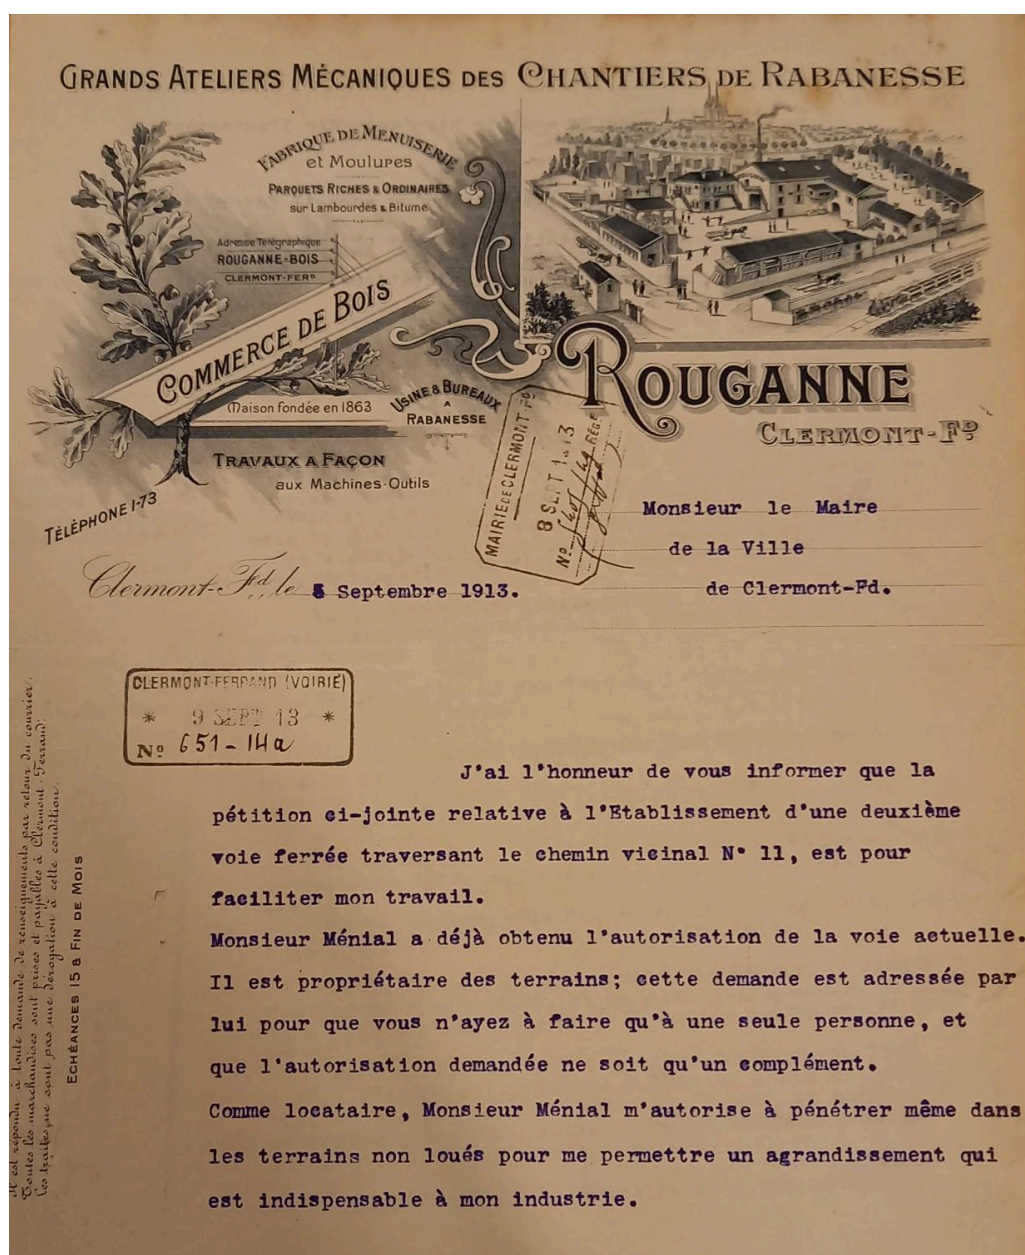 GRANDS ATELIERS MÉCANIQUES DES CHANTIERS DE RABANESSE
FABRIQUE DE MENUISERIE
et Moulures
PARQUETS RICHES & ORDINAIRES
sur Lambourdes & Bitume
Adresse Télégraphique
ROUGANNE-BOIS
CLERMONT-FERD
COMMERCE DE BOIS
Maison fondée en 1863
USINE & BUREAUX
A
RABANESSE
TRAVAUX A FAÇON
aux Machines-Outils
TÉLÉPHONE 1-73
ROUGANNE
CLERMONT-FD
MAIRIE DE CLERMONT-FD
8 SEPT 1913
No
Monsieur le Maire
de la Ville
de Clermont-Fd.
Clermont-Fd, le 5 Septembre 1913.
CLERMONT-FERRAND (VOIRIE)
* 9 SEPT 13 *
No 651-14a
J'ai l'honneur de vous informer que la
pétition ci-jointe relative à l'Etablissement d'une deuxième
voie ferrée traversant le chemin vicinal N° 11, est pour
faciliter mon travail.
Monsieur Ménial a déjà obtenu l'autorisation de la voie actuelle.
Il est propriétaire des terrains; cette demande est adressée par
lui pour que vous n'ayez à faire qu'à une seule personne, et
que l'autorisation demandée ne soit qu'un complément.
Comme locataire, Monsieur Ménial m'autorise à pénétrer même dans
les terrains non loués pour me permettre un agrandissement qui
est indispensable à mon industrie.
Il est répondu à toute demande de renseignements par retour du courrier.
Toutes les marchandises sont prises et payables à Clermont-Ferrand.
Les traites ne sont pas une dérogation à cette condition.
ECHÉANCES 15 & FIN DE MOIS